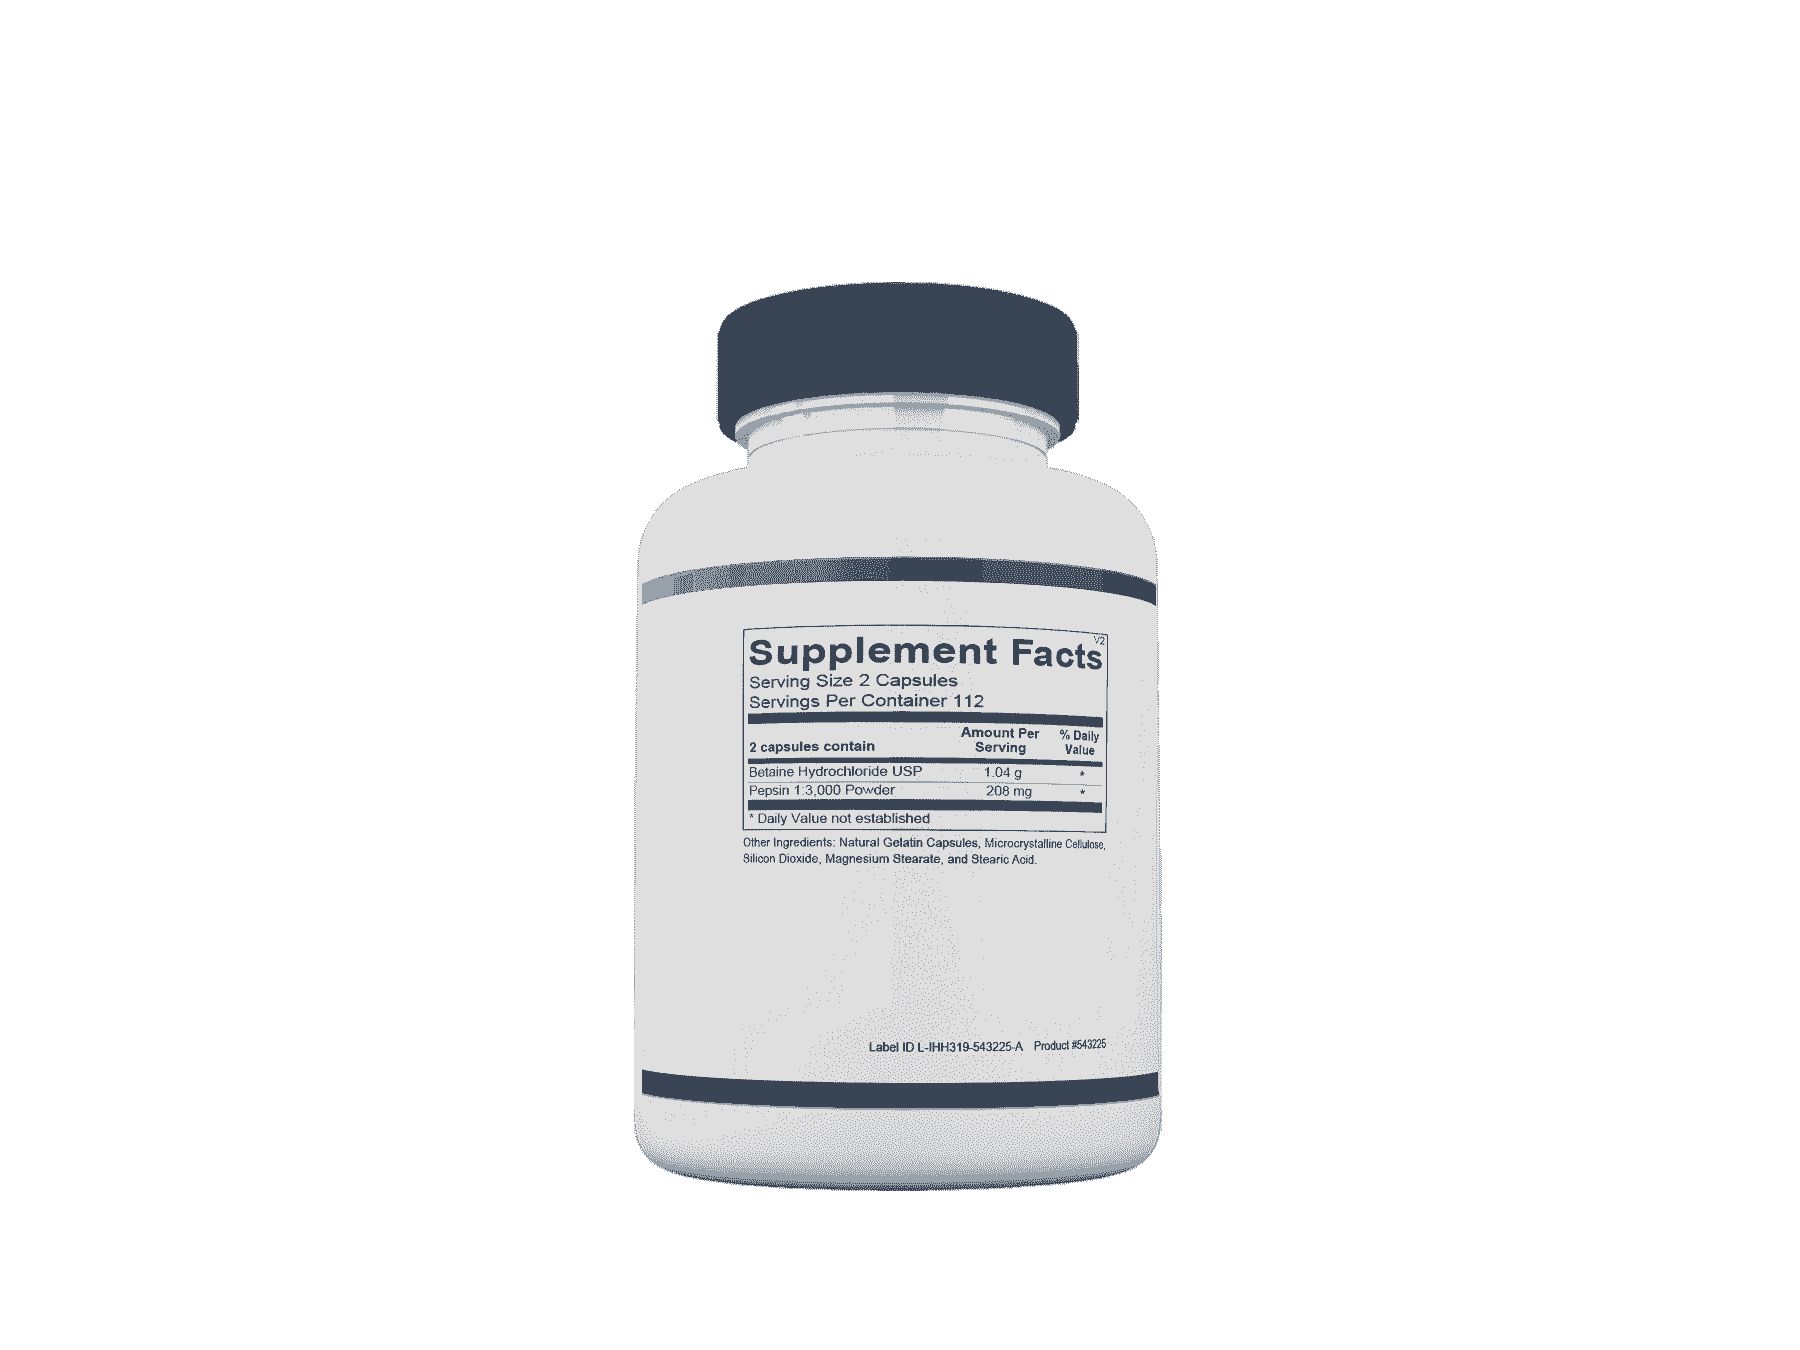 Supplement Facts V2
Serving Size 2 Capsules
Servings Per Container 112
2 capsules contain Amount Per Serving % Daily Value
Betaine Hydrochloride USP 1.04 g *
Pepsin 1:3,000 Powder 208 mg *
* Daily Value not established
Other Ingredients: Natural Gelatin Capsules, Microcrystalline Cellulose,
Silicon Dioxide, Magnesium Stearate, and Stearic Acid.
Label ID L-IHH319-543225-A Product #543225